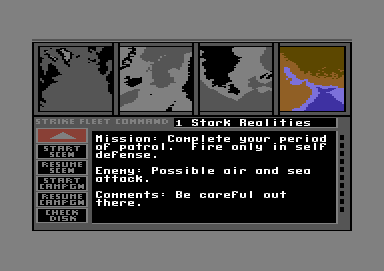 STRIKE FLEET COMMAND
1 Stark Realities
START SCEN
RESUME SCEN
START CAMPGN
RESUME CAMPGN
CHECK DISK
Mission: Complete your period
of patrol.  Fire only in self
defense.
Enemy: Possible air and sea
attack.
Comments: Be careful out
there.